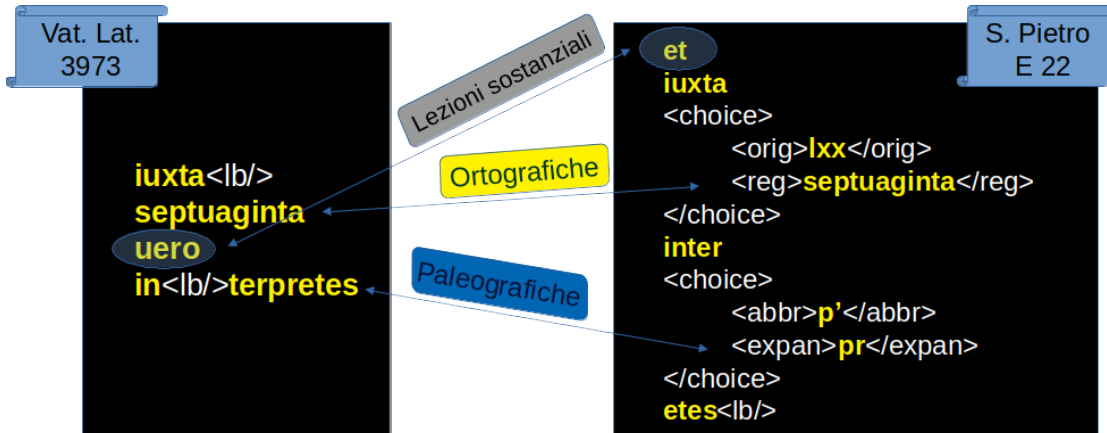 Vat. Lat.
3973
iuxta<lb/>
septuaginta
uero
in<lb/>terpretes
Lezioni sostanziali
Ortografiche
Paleografiche
S. Pietro
E 22
et
iuxta
<choice>
<orig>lxx</orig>
<reg>septuaginta</reg>
</choice>
inter
<choice>
<abbr>p’</abbr>
<expan>pr</expan>
</choice>
etes<lb/>